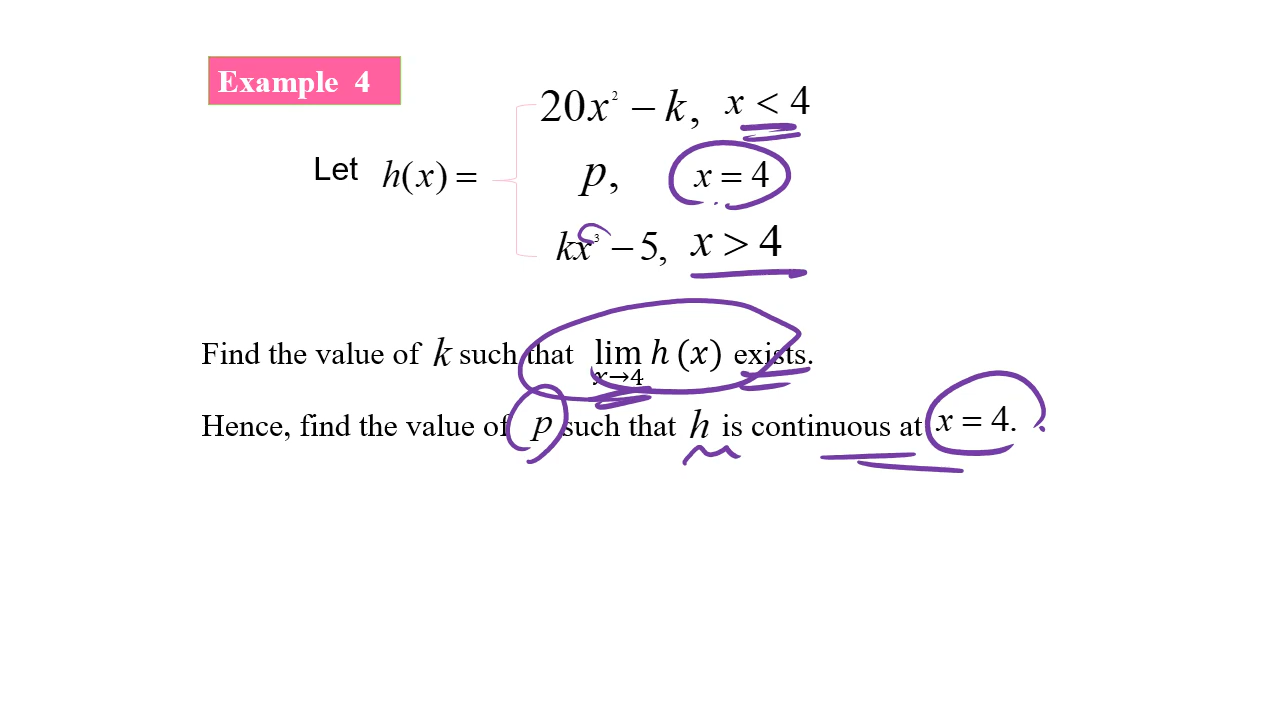 Example 4
20x² − k, x < 4
Let h(x) = p, x = 4
kx³ − 5, x > 4
Find the value of k such that lim h (x) exists.
x→4
Hence, find the value of p such that h is continuous at x = 4.